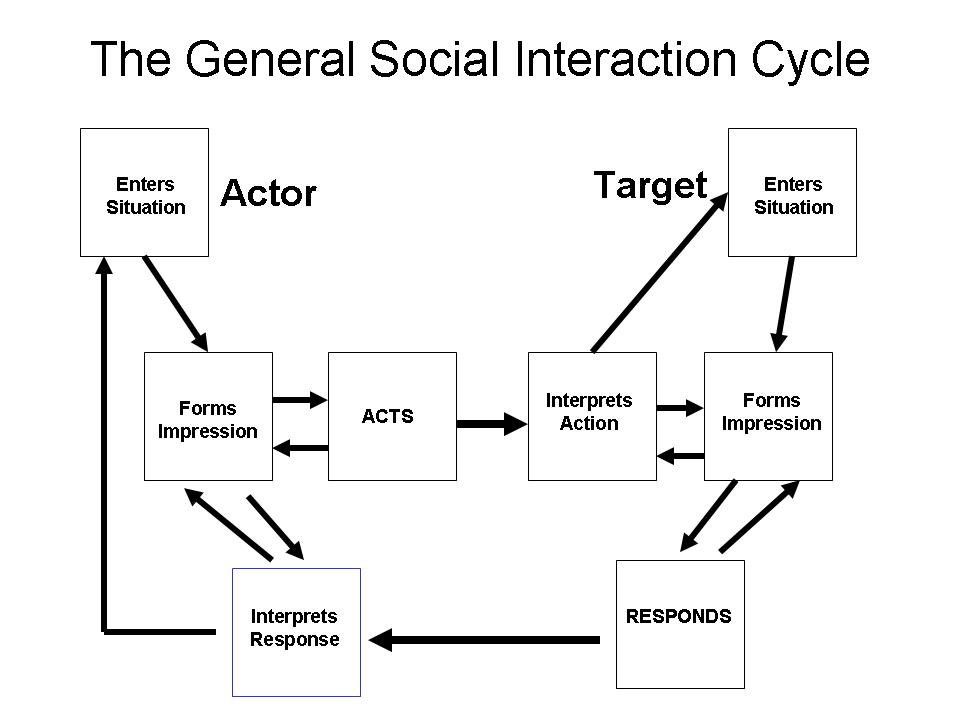 The General Social Interaction Cycle
Enters
Situation
Actor
Target
Enters
Situation
Forms
Impression
ACTS
Interprets
Action
Forms
Impression
Interprets
Response
RESPONDS